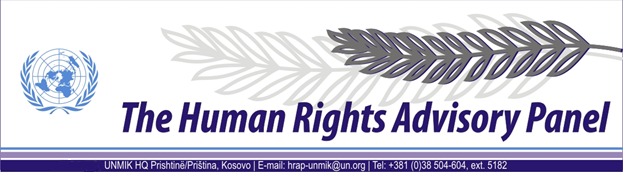 The Human Rights Advisory Panel
UNMIK HQ Prishtinë/Priština, Kosovo | E-mail: hrap-unmik@un.org | Tel: +381 (0)38 504-604, ext. 5182